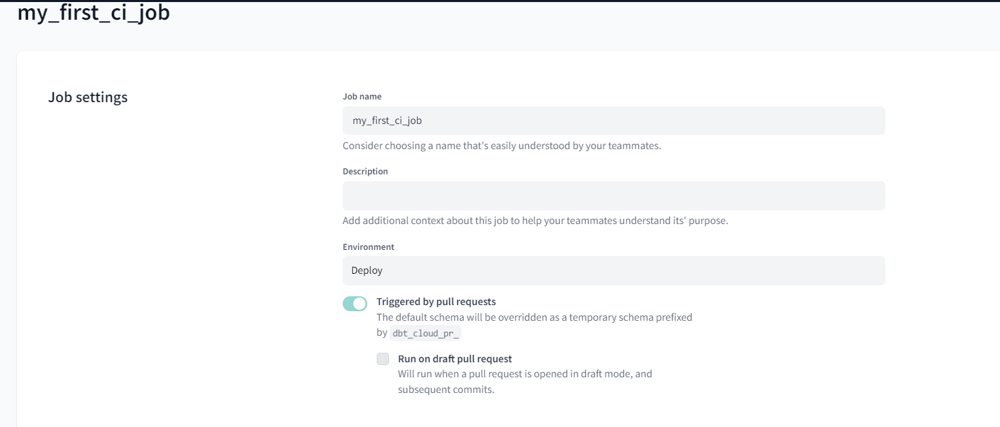 my_first_ci_job
Job settings
Job name
my_first_ci_job
Consider choosing a name that's easily understood by your teammates.
Description
Add additional context about this job to help your teammates understand its' purpose.
Environment
Deploy
Triggered by pull requests
The default schema will be overridden as a temporary schema prefixed
by dbt_cloud_pr_
Run on draft pull request
Will run when a pull request is opened in draft mode, and
subsequent commits.